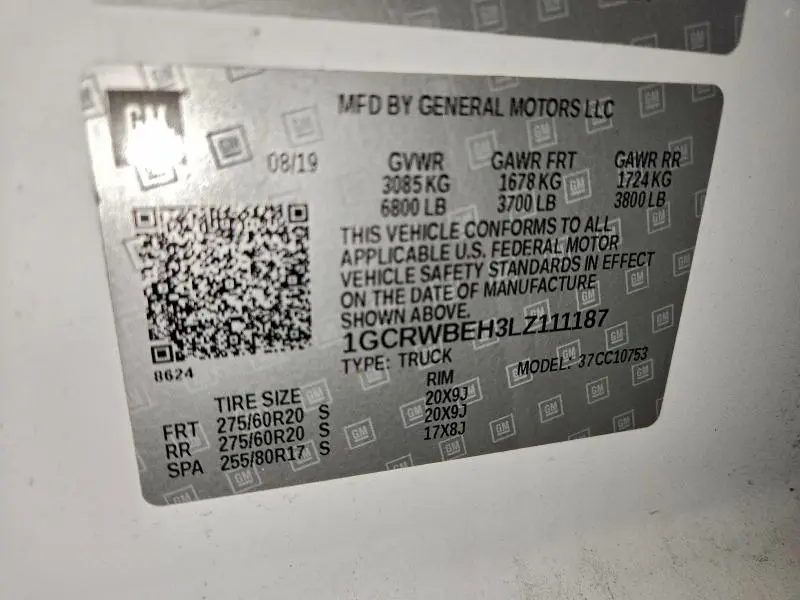 GM
MFD BY GENERAL MOTORS LLC
08/19 GVWR GAWR FRT GAWR RR
3085 KG 1678 KG 1724 KG
6800 LB 3700 LB 3800 LB
THIS VEHICLE CONFORMS TO ALL
APPLICABLE U.S. FEDERAL MOTOR
VEHICLE SAFETY STANDARDS IN EFFECT
ON THE DATE OF MANUFACTURE
SHOWN ABOVE.
1GCRWBEH3LZ111187
TYPE: TRUCK MODEL: 37CC10753
8624
TIRE SIZE RIM
FRT 275/60R20 S 20X9J
RR 275/60R20 S 20X9J
SPA 255/80R17 S 17X8J